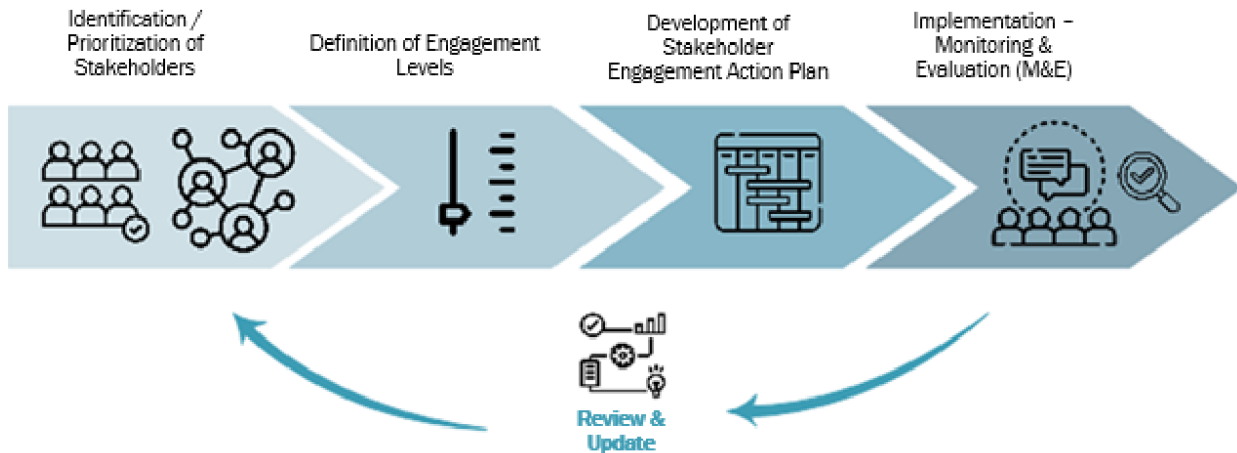 Identification /
Prioritization of
Stakeholders
Definition of Engagement
Levels
Development of
Stakeholder
Engagement Action Plan
Implementation –
Monitoring &
Evaluation (M&E)
Review &
Update